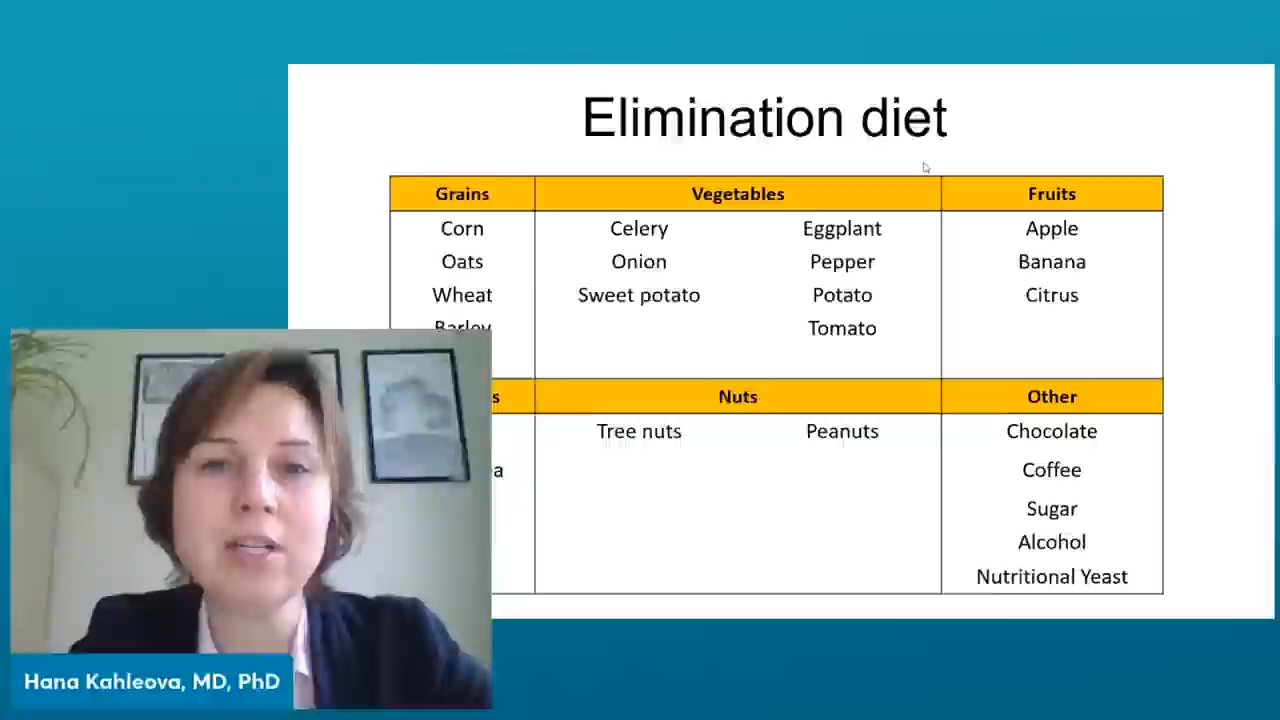 Elimination diet
Grains Vegetables Fruits
Corn Celery Eggplant Apple
Oats Onion Pepper Banana
Wheat Sweet potato Potato Citrus
Barley Tomato
Nuts Other
Tree nuts Peanuts Chocolate
Coffee
Sugar
Alcohol
Nutritional Yeast
Hana Kahleova, MD, PhD